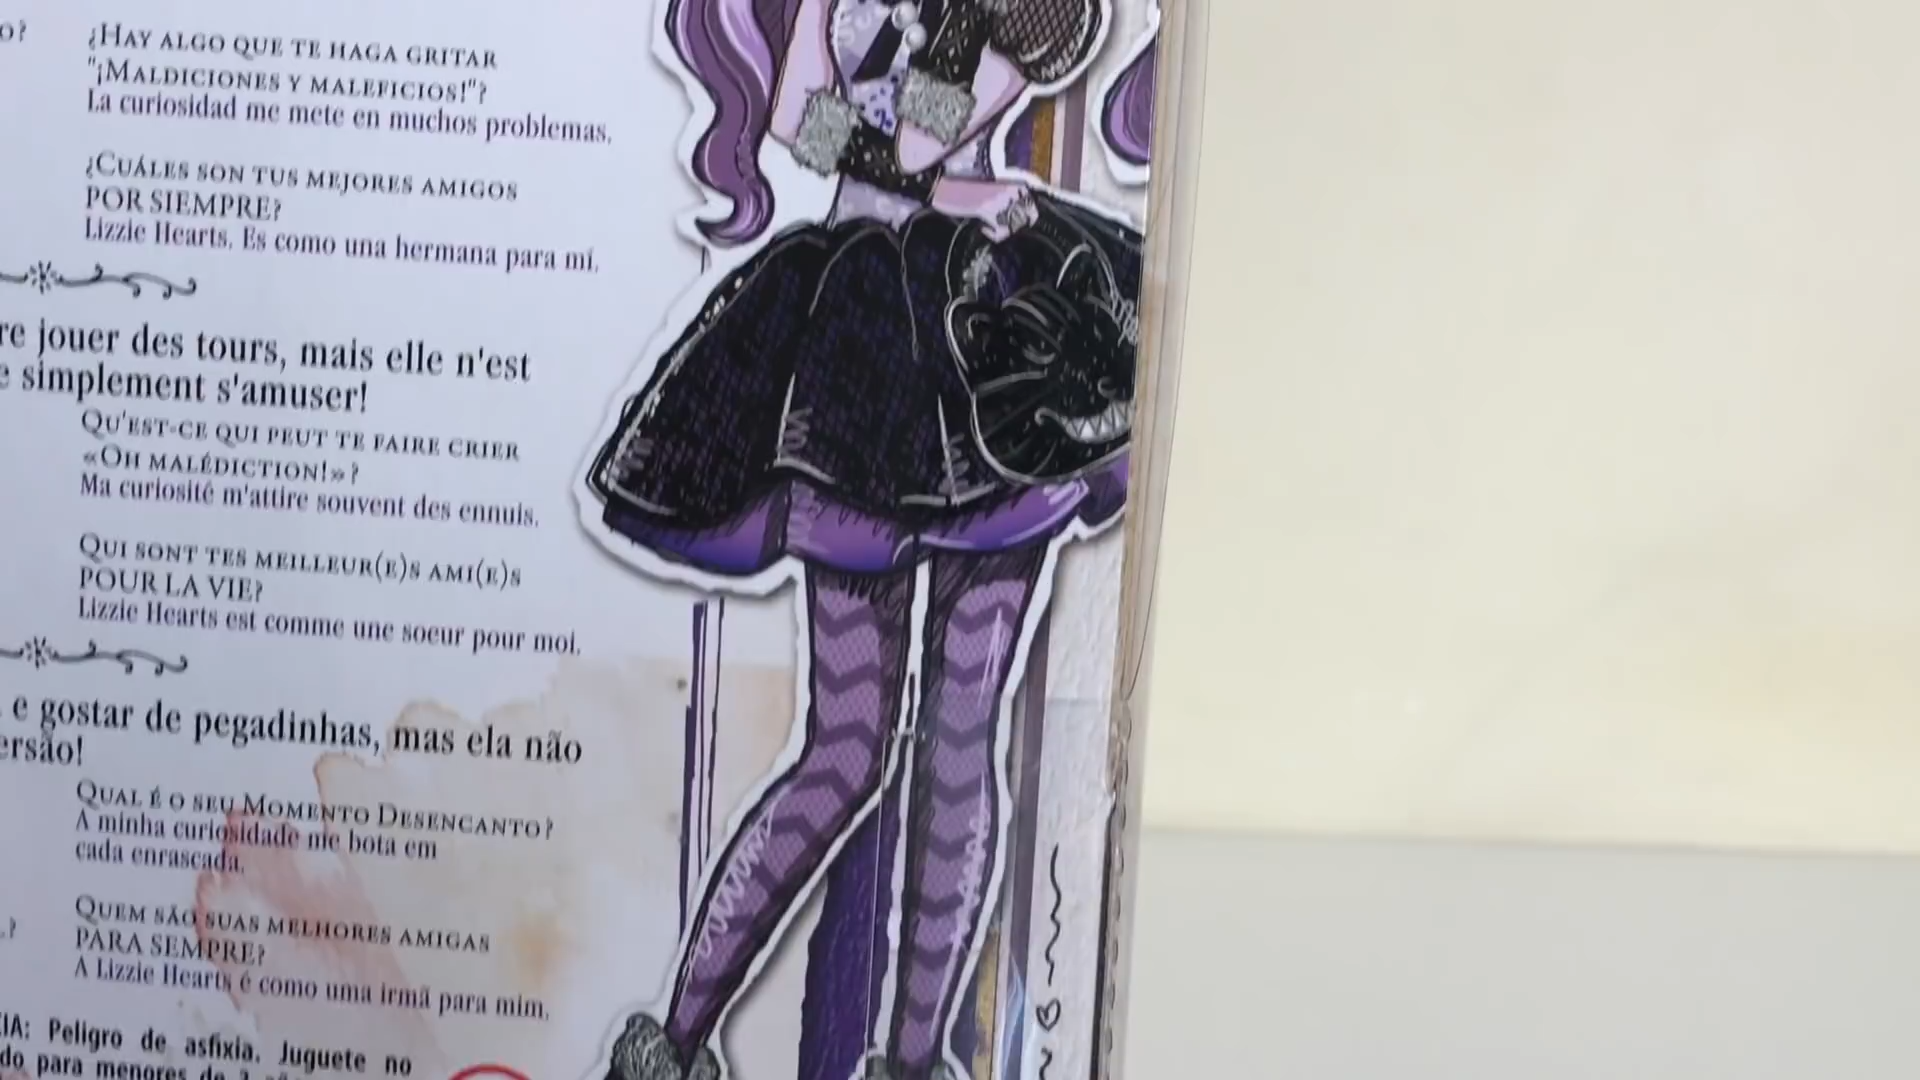 ¿HAY ALGO QUE TE HAGA GRITAR
"¡MALDICIONES Y MALEFICIOS!"?
La curiosidad me mete en muchos problemas.
¿CUÁLES SON TUS MEJORES AMIGOS
POR SIEMPRE?
Lizzie Hearts. Es como una hermana para mí.
re jouer des tours, mais elle n'est
simplement s'amuser!
QU'EST-CE QUI PEUT TE FAIRE CRIER
«OH MALÉDICTION!»?
Ma curiosité m'attire souvent des ennuis.
QUI SONT TES MEILLEUR(E)S AMI(E)S
POUR LA VIE?
Lizzie Hearts est comme une soeur pour moi.
e gostar de pegadinhas, mas ela não
ersão!
QUAL É O SEU MOMENTO DESENCANTO?
A minha curiosidade me bota em
cada enrascada.
QUEM SÃO SUAS MELHORES AMIGAS
PARA SEMPRE?
A Lizzie Hearts é como uma irmã para mim.
IA: Peligro de asfixia. Juguete no
do para menores de 3